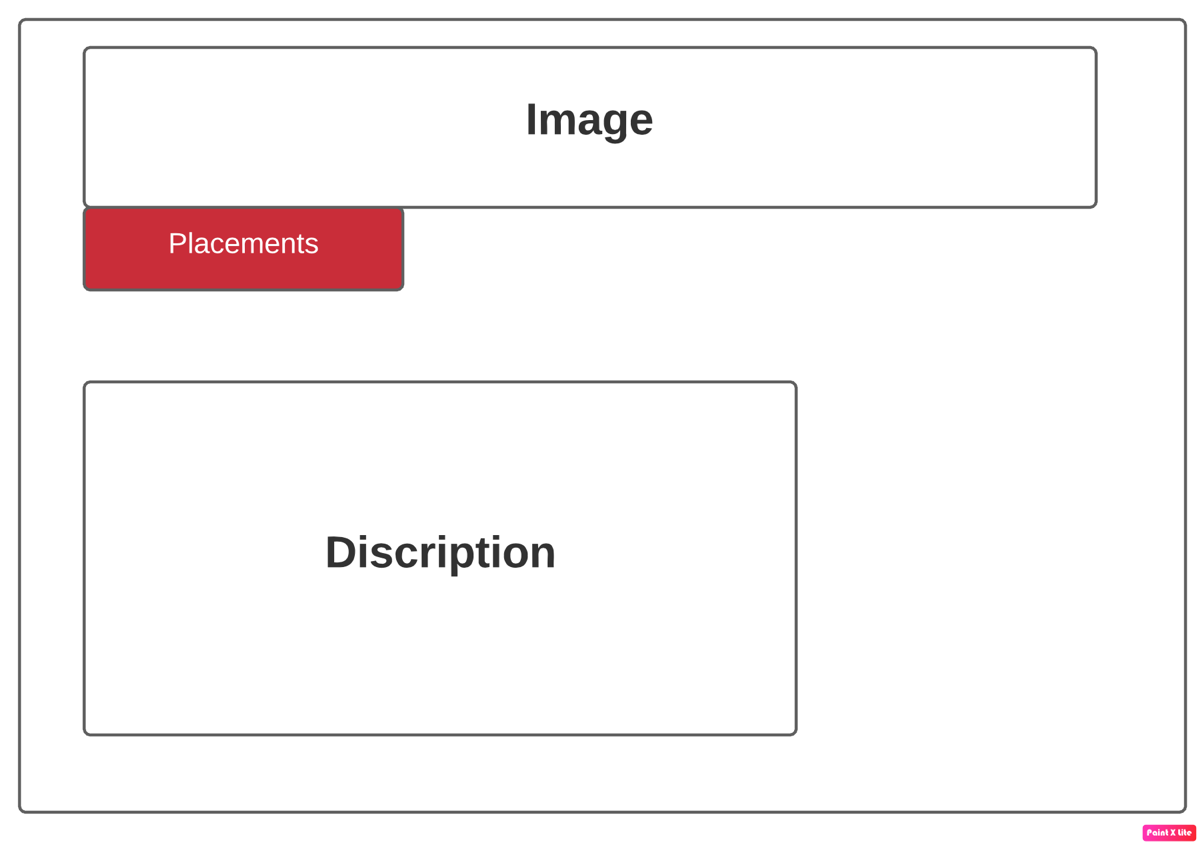 Image
Placements
Discription
Paint X Lite